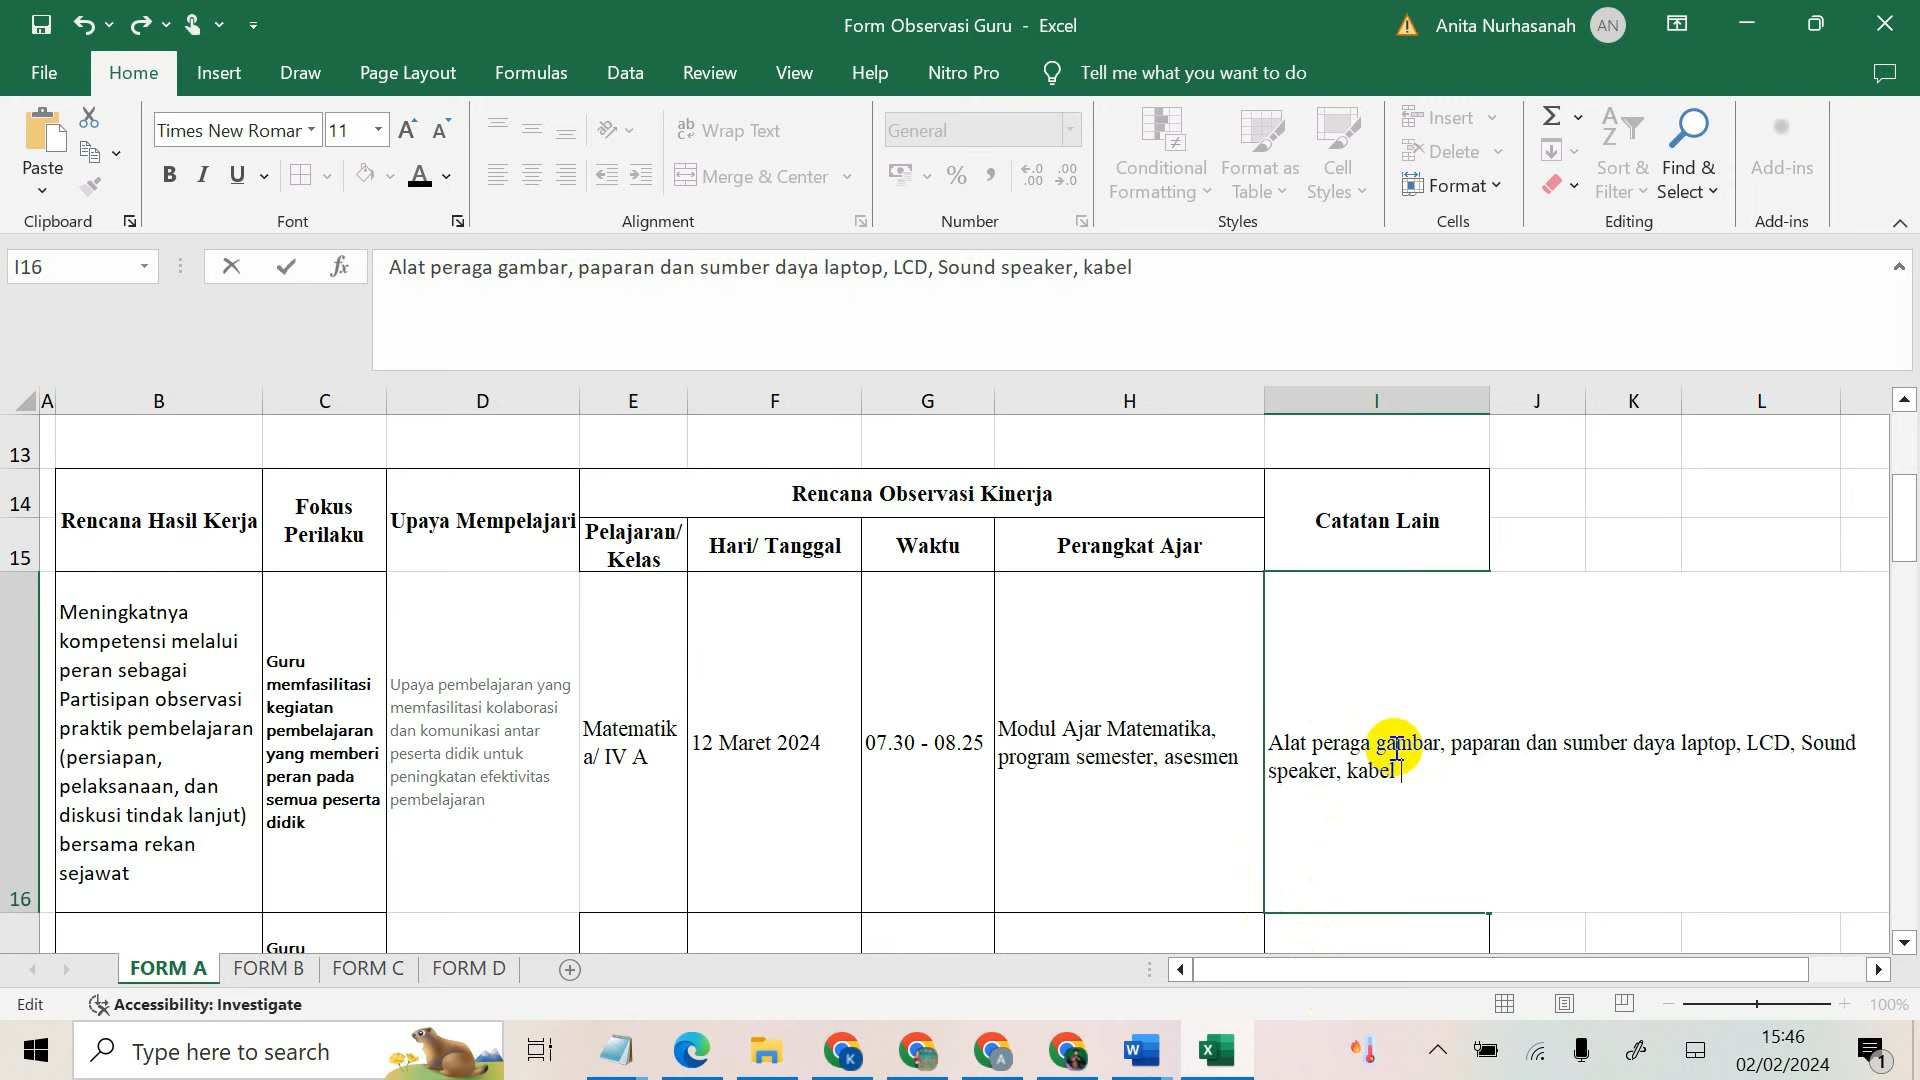 Form Observasi Guru - Excel
Anita Nurhasanah AN
File Home Insert Draw Page Layout Formulas Data Review View Help Nitro Pro Tell me what you want to do
Paste
Clipboard
Times New Romar 11
B I U A
Font
ab Wrap Text
Merge & Center
Alignment
General
Number
Conditional Formatting
Format as Table
Cell Styles
Styles
Insert
Delete
Format
Cells
Sort & Filter
Find & Select
Editing
Add-ins
Add-ins
I16
fx
Alat peraga gambar, paparan dan sumber daya laptop, LCD, Sound speaker, kabel
A B C D E F G H I J K L
13
14
15
16
Rencana Hasil Kerja
Fokus
Perilaku
Upaya Mempelajari
Rencana Observasi Kinerja
Pelajaran/
Kelas
Hari/ Tanggal
Waktu
Perangkat Ajar
Catatan Lain
Meningkatnya
kompetensi melalui
peran sebagai
Partisipan observasi
praktik pembelajaran
(persiapan,
pelaksanaan, dan
diskusi tindak lanjut)
bersama rekan
sejawat
Guru
memfasilitasi
kegiatan
pembelajaran
yang memberi
peran pada
semua peserta
didik
Upaya pembelajaran yang
memfasilitasi kolaborasi
dan komunikasi antar
peserta didik untuk
peningkatan efektivitas
pembelajaran
Matematik
a/ IV A
12 Maret 2024
07.30 - 08.25
Modul Ajar Matematika,
program semester, asesmen
Alat peraga gambar, paparan dan sumber daya laptop, LCD, Sound
speaker, kabel
Guru
FORM A FORM B FORM C FORM D
Edit
Accessibility: Investigate
100%
Type here to search
15:46
02/02/2024
1